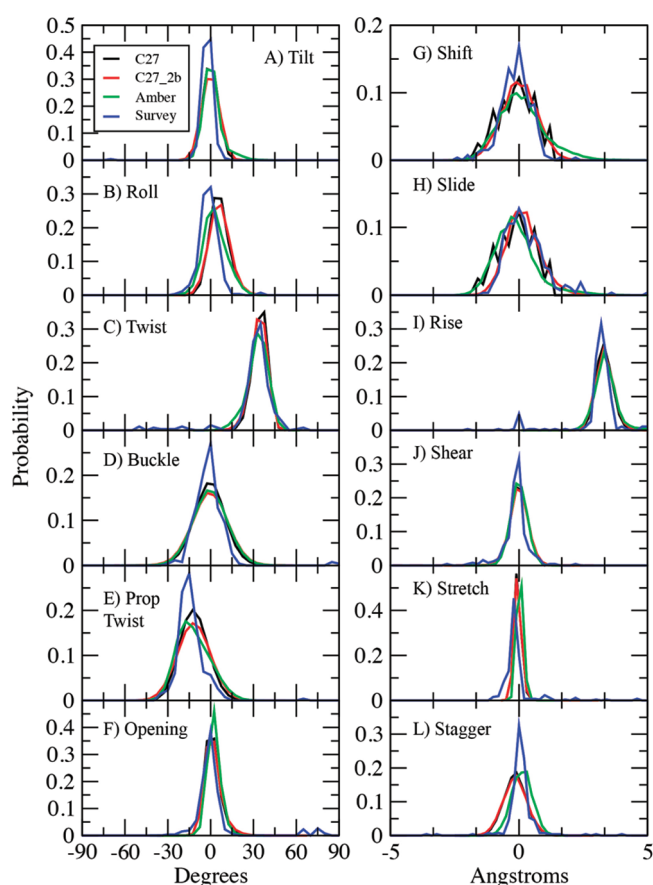 Probability
0.5
0.4
0.3
0.2
0.1
0
C27
C27_2b
Amber
Survey
A) Tilt
0.3
0.2
0.1
0
B) Roll
0.3
0.2
0.1
0
C) Twist
0.2
0.1
0
D) Buckle
0.2
0.1
0
E) Prop
Twist
0.4
0.3
0.2
0.1
0
F) Opening
-90 -60 -30 0 30 60 90
Degrees
0.2
0.1
0
G) Shift
0.1
0
H) Slide
0.3
0.2
0.1
0
I) Rise
0.3
0.2
0.1
0
J) Shear
0.4
0.2
0
K) Stretch
0.3
0.2
0.1
0
L) Stagger
-5 0 5
Angstroms